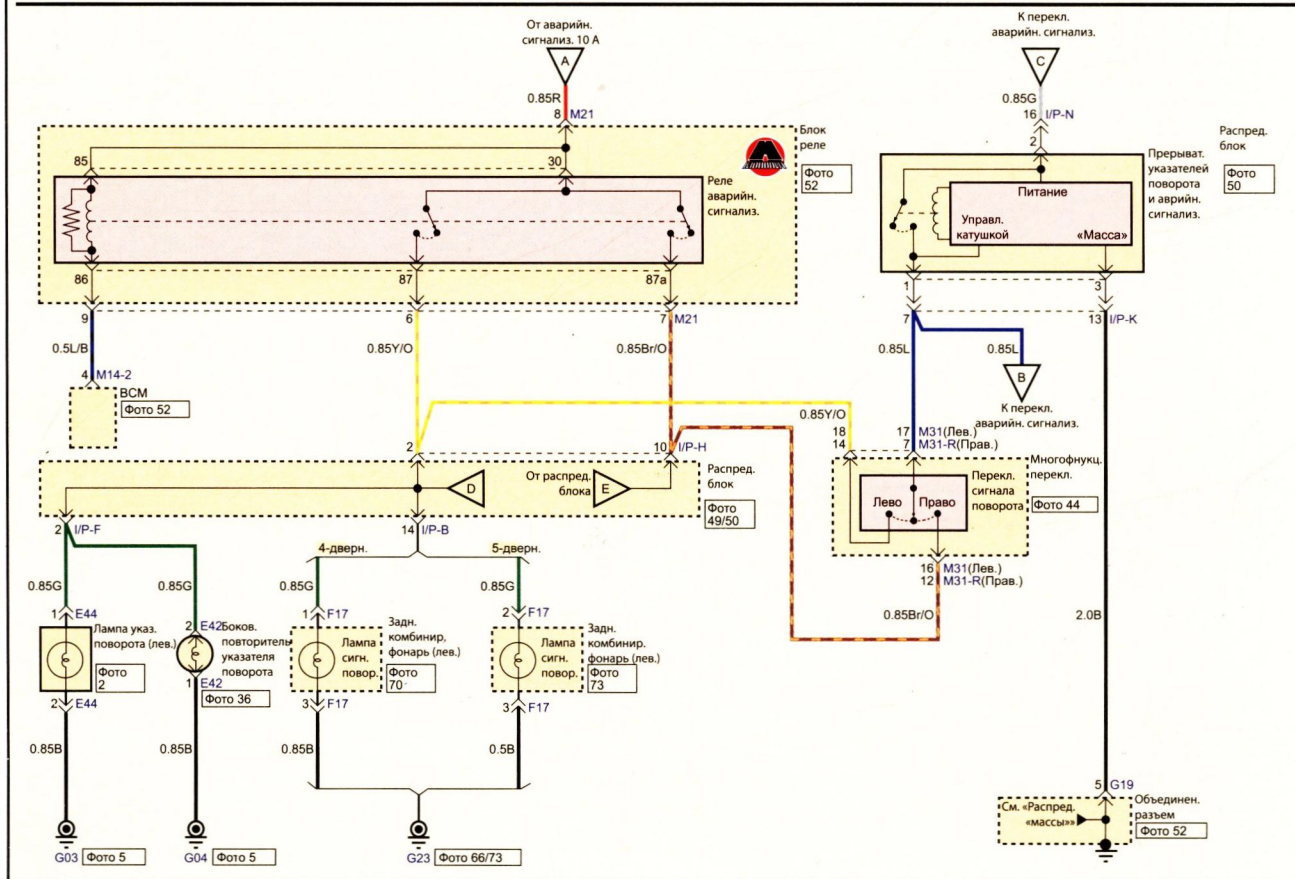 От аварийн.
сигнализ. 10 А
A
0.85R
8 M21
К перекл.
аварийн. сигнализ.
C
0.85G
16 I/P-N
2
Блок
реле
Фото
52
Распред.
блок
Фото
50
85
30
Реле
аварийн.
сигнализ.
Прерыват.
указателей
поворота
и аврийн.
сигнализ.
Питание
Управл.
катушкой
«Масса»
86
87
87a
1
3
9
6
7 M21
7
13 I/P-K
0.5L/B
0.85Y/O
0.85Br/O
0.85L
0.85L
4 M14-2
BCM
Фото 52
B
К перекл.
аварийн. сигнализ.
0.85Y/O
18
14
17 M31(Лев.)
7 M31-R(Прав.)
2
10 I/P-H
Распред.
блок
Фото
49/50
От распред.
блока
D
E
Многофнукц.
перекл.
Фото 44
Перекл.
сигнала
поворота
Лево
Право
2 I/P-F
14 I/P-B
4-дверн.
5-дверн.
16 M31(Лев.)
12 M31-R(Прав.)
0.85G
0.85G
0.85G
0.85G
0.85Br/O
2.0B
1 E44
2 E42
1 F17
2 F17
Лампа указ.
поворота (лев.)
Фото
2
Боков.
повторитель
указателя
поворота
Фото 36
Лампа
сигн.
повор.
Задн.
комбинир,
фонарь (лев.)
Фото
70
Лампа
сигн.
повор.
Задн.
комбинир.
фонарь (лев.)
Фото
73
2 E44
1 E42
3 F17
3 F17
0.85B
0.85B
0.85B
0.5B
5 G19
См. «Распред.
«массы»»
Объединен.
разъем
Фото 52
G03 Фото 5
G04 Фото 5
G23 Фото 66/73